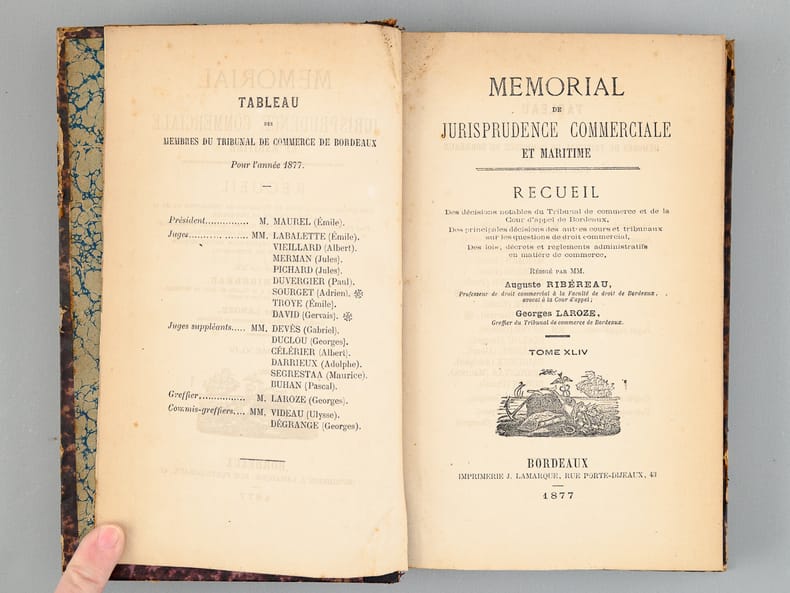 TABLEAU
DES
MEMBRES DU TRIBUNAL DE COMMERCE DE BORDEAUX
Pour l'année 1877.
Président............... M. MAUREL (Émile).
Juges.................. MM. LABALETTE (Émile).
VIEILLARD (Albert).
MERMAN (Jules).
PICHARD (Jules).
DUVERGIER (Paul).
SOURGET (Adrien). ※
TROYE (Émile).
DAVID (Gervais). ※
Juges suppléants..... MM. DEVÈS (Gabriel).
DUCLOU (Georges).
CÉLÉRIER (Albert).
DARRIEUX (Adolphe).
SEGRESTAA (Maurice).
BUHAN (Pascal).
Greffier................ M. LAROZE (Georges).
Commis-greffiers.... MM. VIDEAU (Ulysse).
DÉGRANGE (Georges).
MEMORIAL
DE
JURISPRUDENCE COMMERCIALE
ET MARITIME
RECUEIL
Des décisions notables du Tribunal de commerce et de la
Cour d'appel de Bordeaux,
Des principales décisions des autres cours et tribunaux
sur les questions de droit commercial,
Des lois, décrets et règlements administratifs
en matière de commerce,
RÉDIGÉ PAR MM.
Auguste RIBÉREAU,
Professeur de droit commercial à la Faculté de droit de Bordeaux,
avocat à la Cour d'appel;
Georges LAROZE,
Greffier du Tribunal de commerce de Bordeaux.
TOME XLIV
BORDEAUX
IMPRIMERIE J. LAMARQUE, RUE PORTE-DIJEAUX, 43
1877